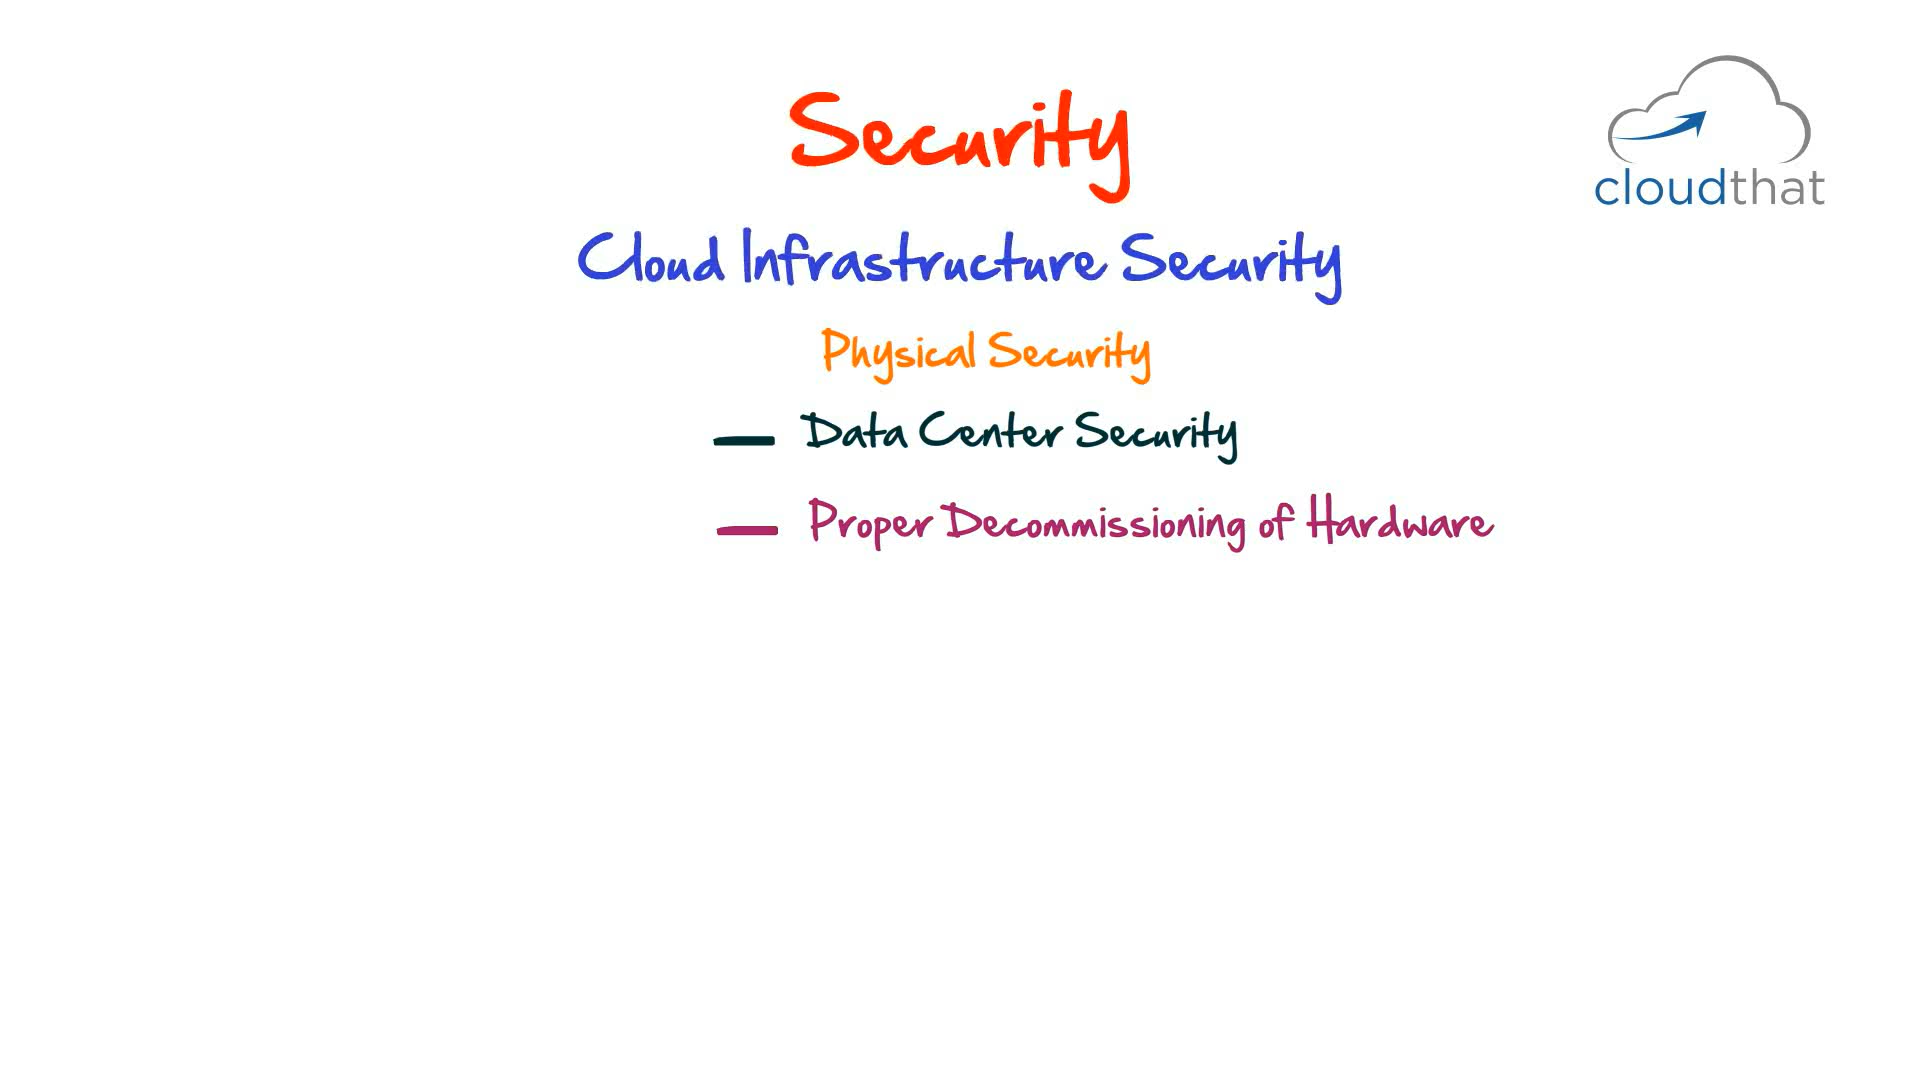 Security
cloudthat
Cloud Infrastructure Security
Physical Security
Data Center Security
Proper Decommissioning of Hardware